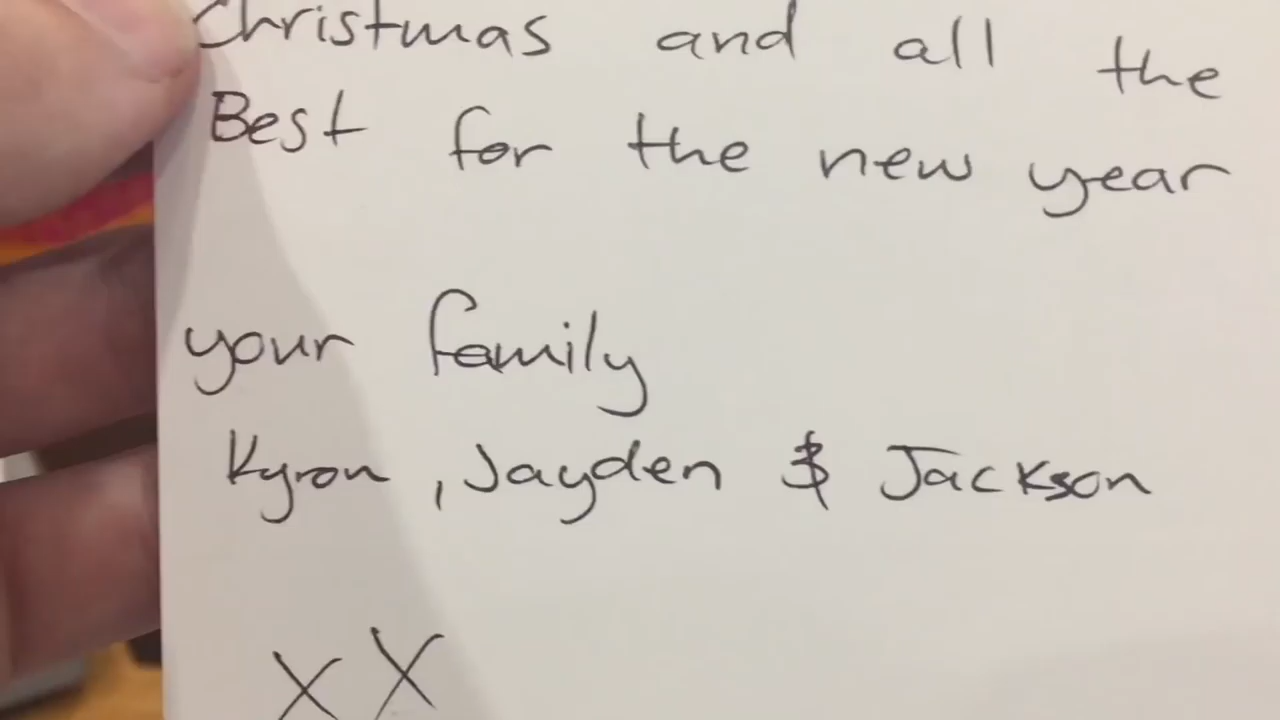 Christmas and all the
Best for the new year
your family
Kyron, Jayden & Jackson
XX